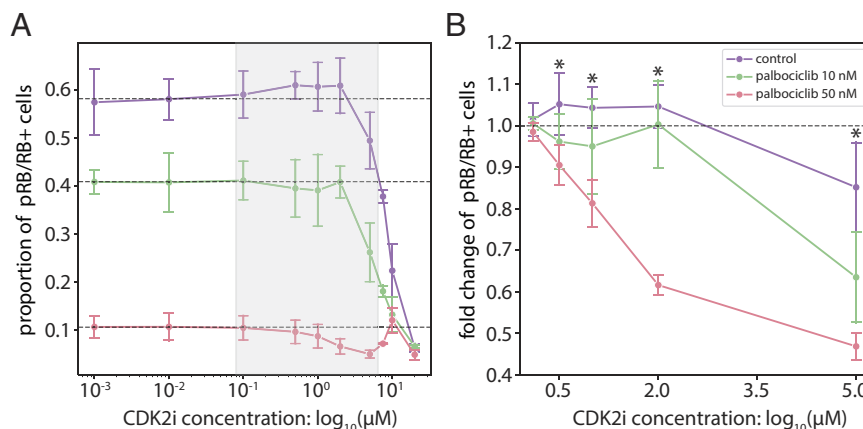 A
proportion of pRB/RB+ cells
0.6
0.5
0.4
0.3
0.2
0.1
10⁻³
10⁻²
10⁻¹
10⁰
10¹
CDK2i concentration: log₁₀(μM)
B
fold change of pRB/RB+ cells
1.2
1.1
1.0
0.9
0.8
0.7
0.6
0.5
0.4
* * * *
control
palbociclib 10 nM
palbociclib 50 nM
0.5
2.0
3.5
5.0
CDK2i concentration: log₁₀(μM)